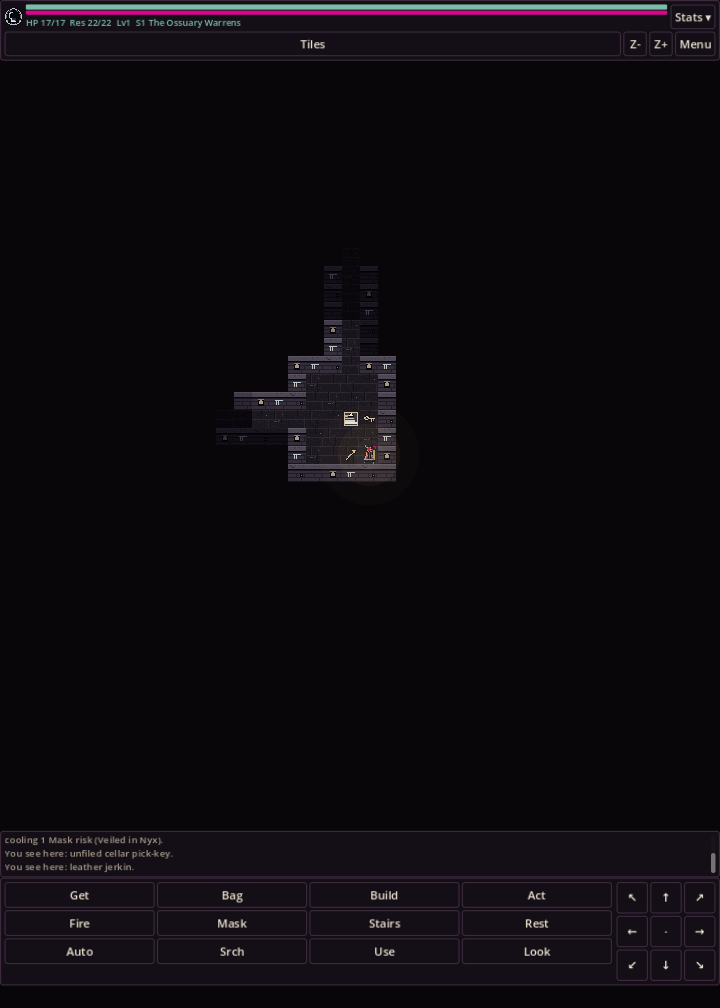 HP 17/17 Res 22/22 Lv1 S1 The Ossuary Warrens
Stats ▾
Tiles
Z-
Z+
Menu
cooling 1 Mask risk (Veiled in Nyx).
You see here: unfiled cellar pick-key.
You see here: leather jerkin.
Get
Bag
Build
Act
↖ ↑ ↗
Fire
Mask
Stairs
Rest
← · →
Auto
Srch
Use
Look
↙ ↓ ↘